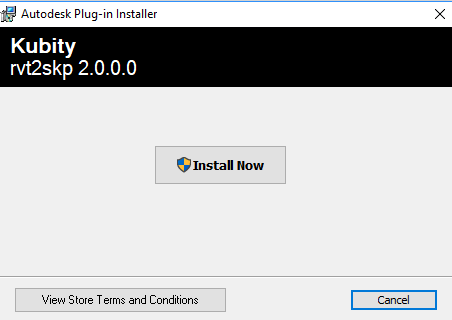 Autodesk Plug-in Installer
Kubity
rvt2skp 2.0.0.0
Install Now
View Store Terms and Conditions
Cancel